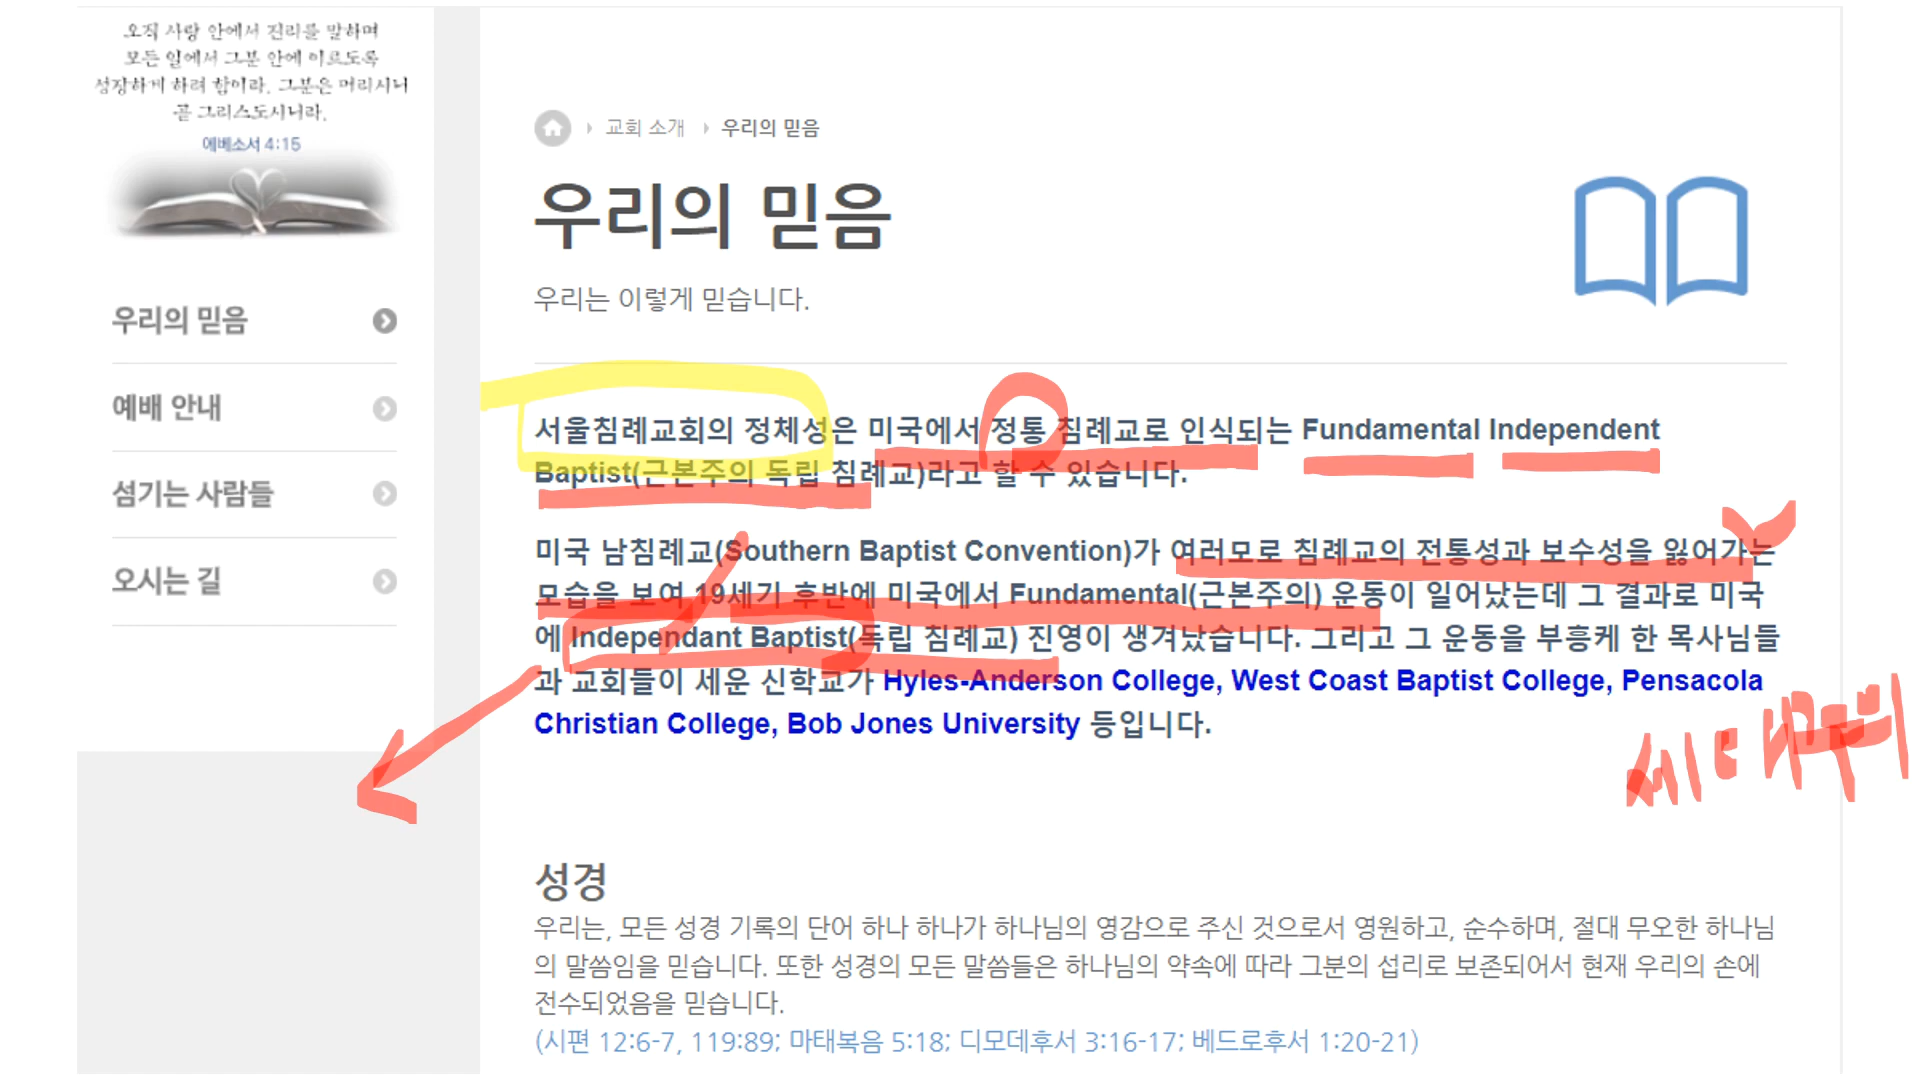 오직 사랑 안에서 진리를 말하며
모든 일에서 그분 안에 이르도록
성장하게 하려 함이라. 그분은 머리시니
곧 그리스도시니라.
에베소서 4:15
우리의 믿음
예배 안내
섬기는 사람들
오시는 길
교회 소개 우리의 믿음
우리의 믿음
우리는 이렇게 믿습니다.
서울침례교회의 정체성은 미국에서 정통 침례교로 인식되는 Fundamental Independent
Baptist(근본주의 독립 침례교)라고 할 수 있습니다.
미국 남침례교(Southern Baptist Convention)가 여러모로 침례교의 전통성과 보수성을 잃어가는
모습을 보여 19세기 후반에 미국에서 Fundamental(근본주의) 운동이 일어났는데 그 결과로 미국
에 Independant Baptist(독립 침례교) 진영이 생겨났습니다. 그리고 그 운동을 부흥케 한 목사님들
과 교회들이 세운 신학교가 Hyles-Anderson College, West Coast Baptist College, Pensacola
Christian College, Bob Jones University 등입니다.
세대주의
성경
우리는, 모든 성경 기록의 단어 하나 하나가 하나님의 영감으로 주신 것으로서 영원하고, 순수하며, 절대 무오한 하나님
의 말씀임을 믿습니다. 또한 성경의 모든 말씀들은 하나님의 약속에 따라 그분의 섭리로 보존되어서 현재 우리의 손에
전수되었음을 믿습니다.
(시편 12:6-7, 119:89; 마태복음 5:18; 디모데후서 3:16-17; 베드로후서 1:20-21)